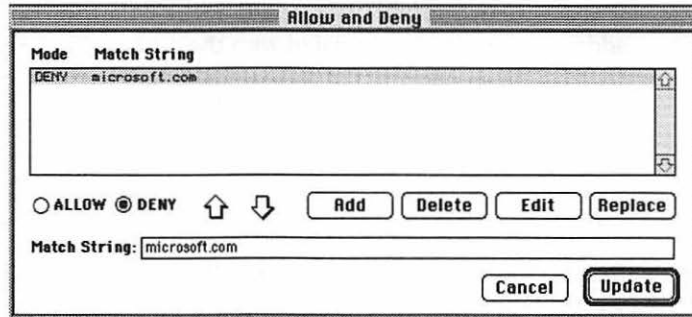 Allow and Deny
Mode Match String
DENY microsoft.com
ALLOW DENY Add Delete Edit Replace
Match String: microsoft.com
Cancel Update